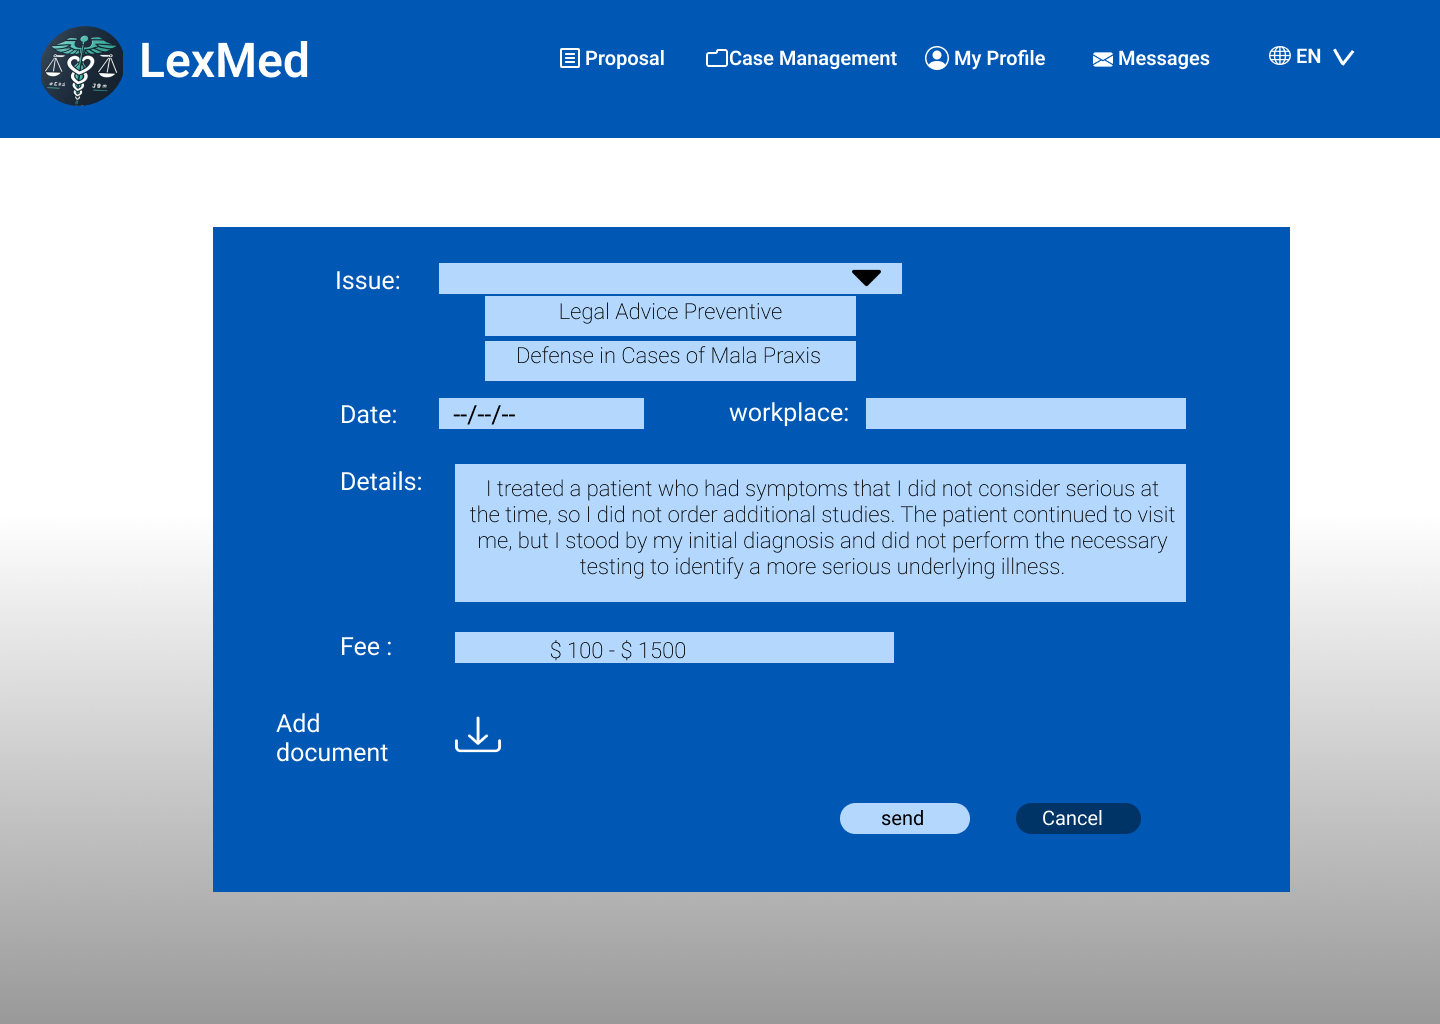 LexMed
Proposal
Case Management
My Profile
Messages
EN
Issue:
Legal Advice Preventive
Defense in Cases of Mala Praxis
Date:
--/--/--
workplace:
Details:
I treated a patient who had symptoms that I did not consider serious at
the time, so I did not order additional studies. The patient continued to visit
me, but I stood by my initial diagnosis and did not perform the necessary
testing to identify a more serious underlying illness.
Fee :
$ 100 - $ 1500
Add
document
send
Cancel